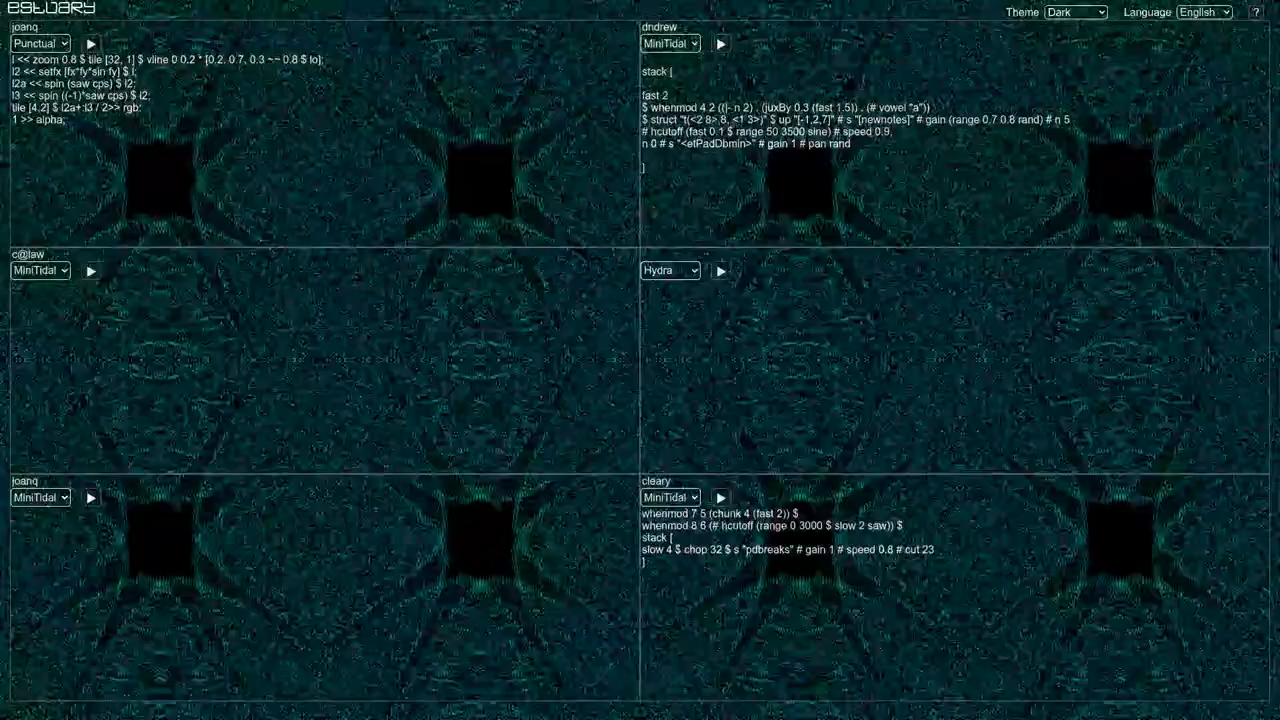 estuary
Theme Dark Language English ?
joanq
Punctual
l << zoom 0.8 $ tile [32, 1] $ vline 0 0.2 * [0.2, 0.7, 0.3 ~~ 0.8 $ lo];
l2 << setfx [fx*fy*sin fy] $ l;
l2a << spin (saw cps) $ l2;
l3 << spin ((-1)*saw cps) $ l2;
tile [4,2] $ l2a+l3 / 2>> rgb;
1 >> alpha;
dndrew
MiniTidal
stack [
fast 2
$ whenmod 4 2 ((|- n 2) . (juxBy 0.3 (fast 1.5)) . (# vowel "a"))
$ struct "t(<2 8> 8, <1 3>)" $ up "[-1,2,7]" # s "[newnotes]" # gain (range 0.7 0.8 rand) # n 5
# hcutoff (fast 0.1 $ range 50 3500 sine) # speed 0.9,
n 0 # s "<etPadDbmin>" # gain 1 # pan rand
]
c@law
MiniTidal
Hydra
joanq
MiniTidal
cleary
MiniTidal
whenmod 7 5 (chunk 4 (fast 2)) $
whenmod 8 6 (# hcutoff (range 0 3000 $ slow 2 saw)) $
stack [
slow 4 $ chop 32 $ s "pdbreaks" # gain 1 # speed 0.8 # cut 23
]